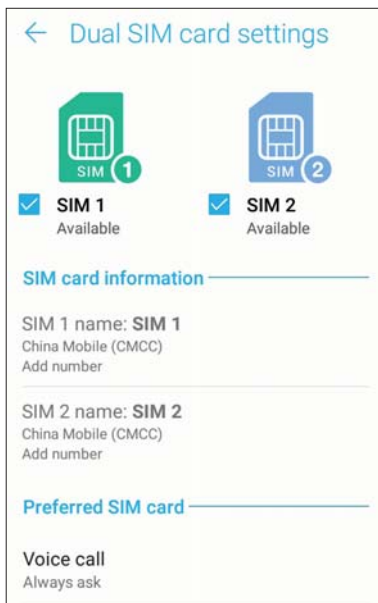 Dual SIM card settings
SIM 1
SIM 2
SIM 1
SIM 2
Available
Available
SIM card information
SIM 1 name: SIM 1
China Mobile (CMCC)
Add number
SIM 2 name: SIM 2
China Mobile (CMCC)
Add number
Preferred SIM card
Voice call
Always ask